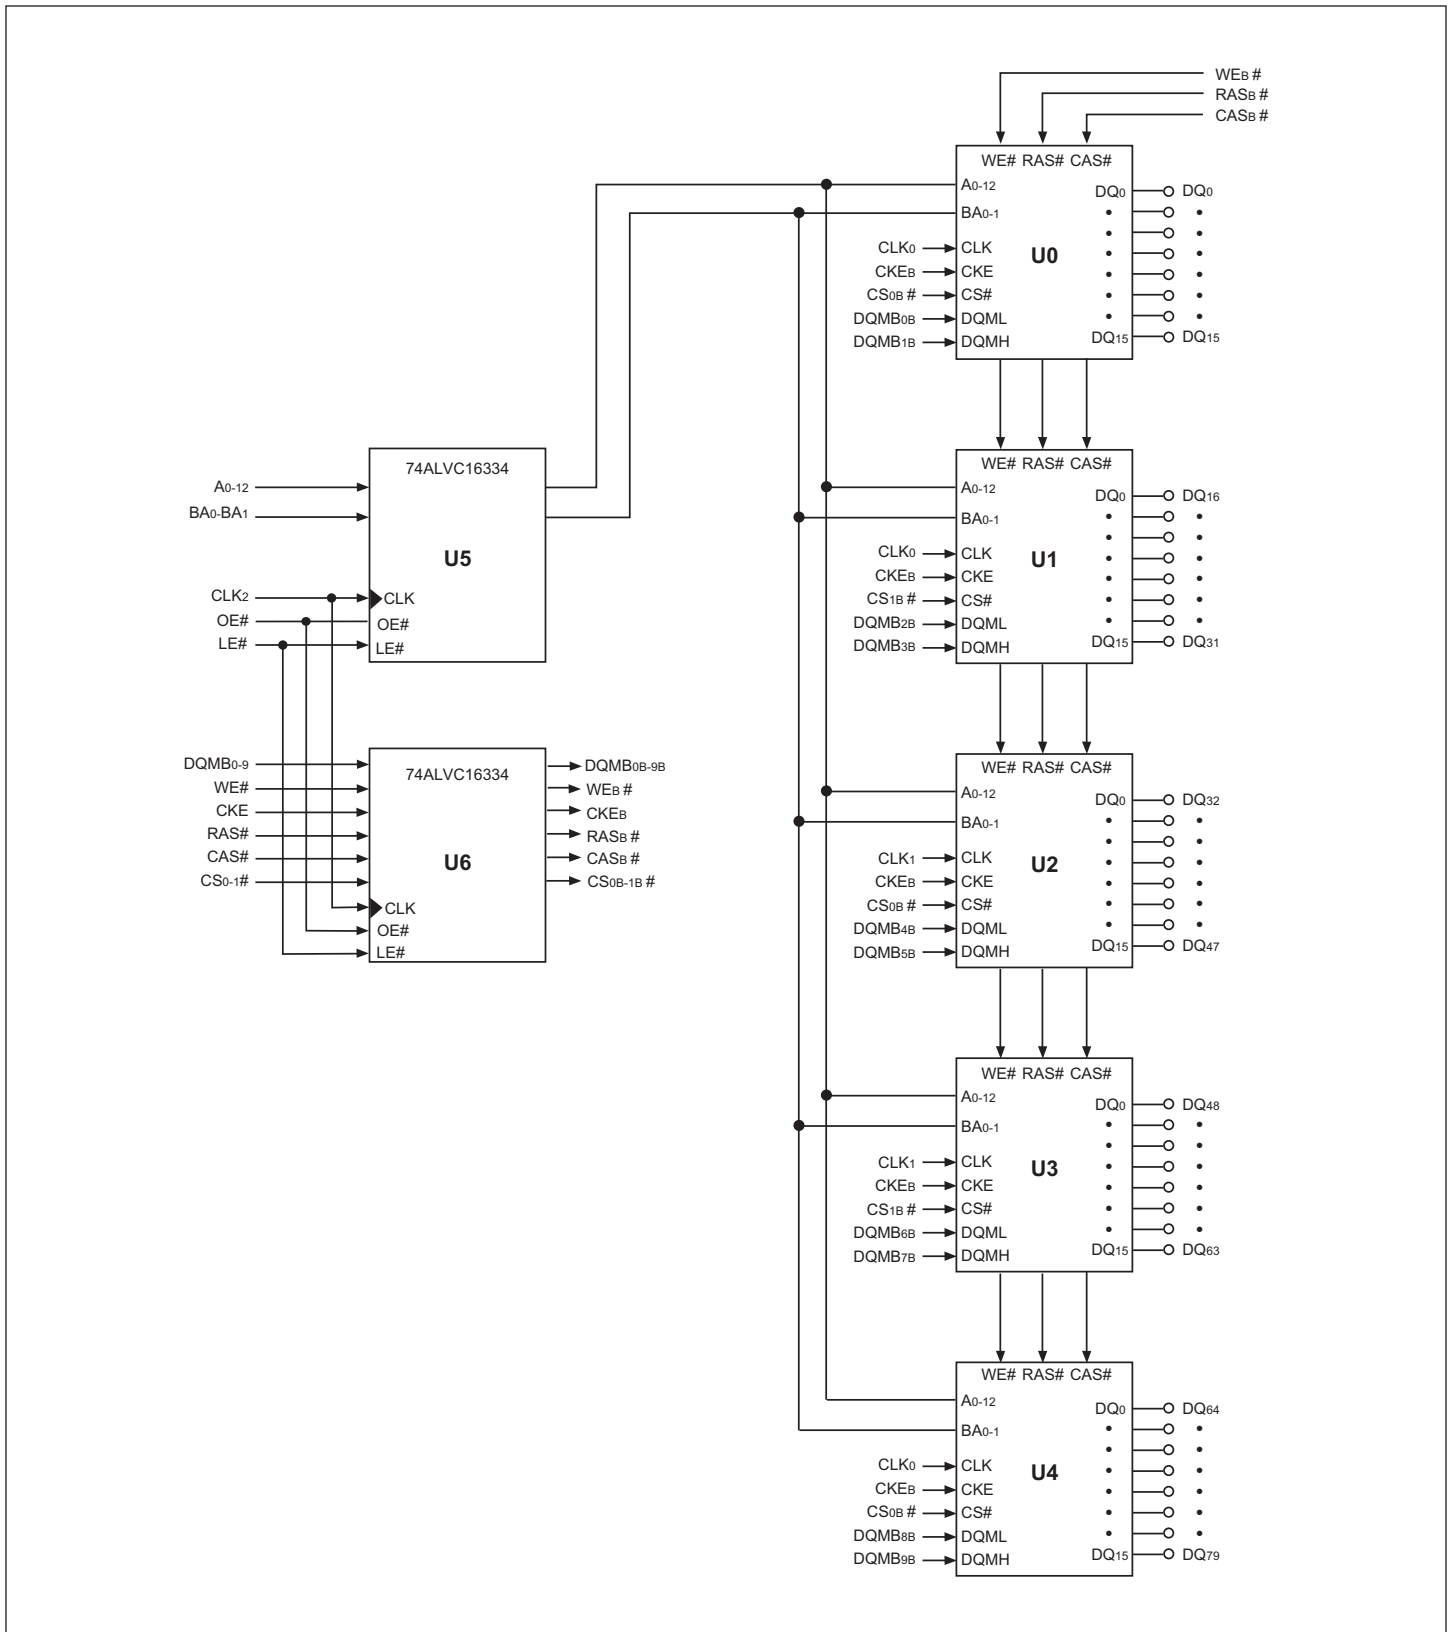 WEB #
RASB #
CASB #
WE# RAS# CAS#
A0-12
BA0-1
CLK0 CLK
CKEB CKE
CS0B # CS#
DQMB0B DQML
DQMB1B DQMH
U0
DQ0 DQ0
DQ15 DQ15
WE# RAS# CAS#
A0-12
BA0-1
CLK0 CLK
CKEB CKE
CS1B # CS#
DQMB2B DQML
DQMB3B DQMH
U1
DQ0 DQ16
DQ15 DQ31
74ALVC16334
A0-12
BA0-BA1
U5
CLK2 CLK
OE# OE#
LE# LE#
74ALVC16334
DQMB0-9 DQMB0B-9B
WE# WEB #
CKE CKEB
RAS# RASB #
CAS# CASB #
CS0-1# CS0B-1B #
U6
CLK
OE#
LE#
WE# RAS# CAS#
A0-12
BA0-1
CLK1 CLK
CKEB CKE
CS0B # CS#
DQMB4B DQML
DQMB5B DQMH
U2
DQ0 DQ32
DQ15 DQ47
WE# RAS# CAS#
A0-12
BA0-1
CLK1 CLK
CKEB CKE
CS1B # CS#
DQMB6B DQML
DQMB7B DQMH
U3
DQ0 DQ48
DQ15 DQ63
WE# RAS# CAS#
A0-12
BA0-1
CLK0 CLK
CKEB CKE
CS0B # CS#
DQMB8B DQML
DQMB9B DQMH
U4
DQ0 DQ64
DQ15 DQ79